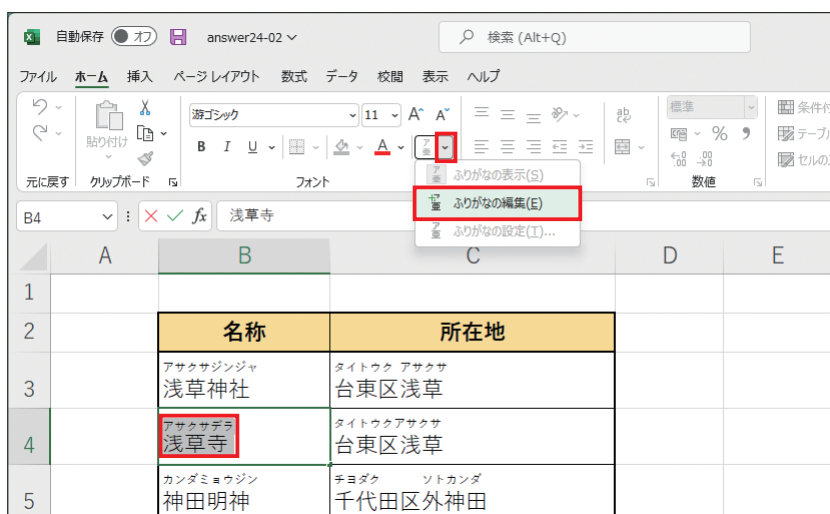 自動保存 オフ answer24-02 検索 (Alt+Q)
ファイル ホーム 挿入 ページ レイアウト 数式 データ 校閲 表示 ヘルプ
游ゴシック 11 A A 標準 条件付
貼り付け B I U A % テーブル
セルの
元に戻す クリップボード フォント 数値
ふりがなの表示(S)
ふりがなの編集(E)
ふりがなの設定(T)...
B4 fx 浅草寺
A B C D E
1
2 名称 所在地
アサクサジンジャ タイトウク アサクサ
3 浅草神社 台東区浅草
アサクサデラ タイトウクアサクサ
4 浅草寺 台東区浅草
カンダミョウジン チヨダク ソトカンダ
5 神田明神 千代田区外神田